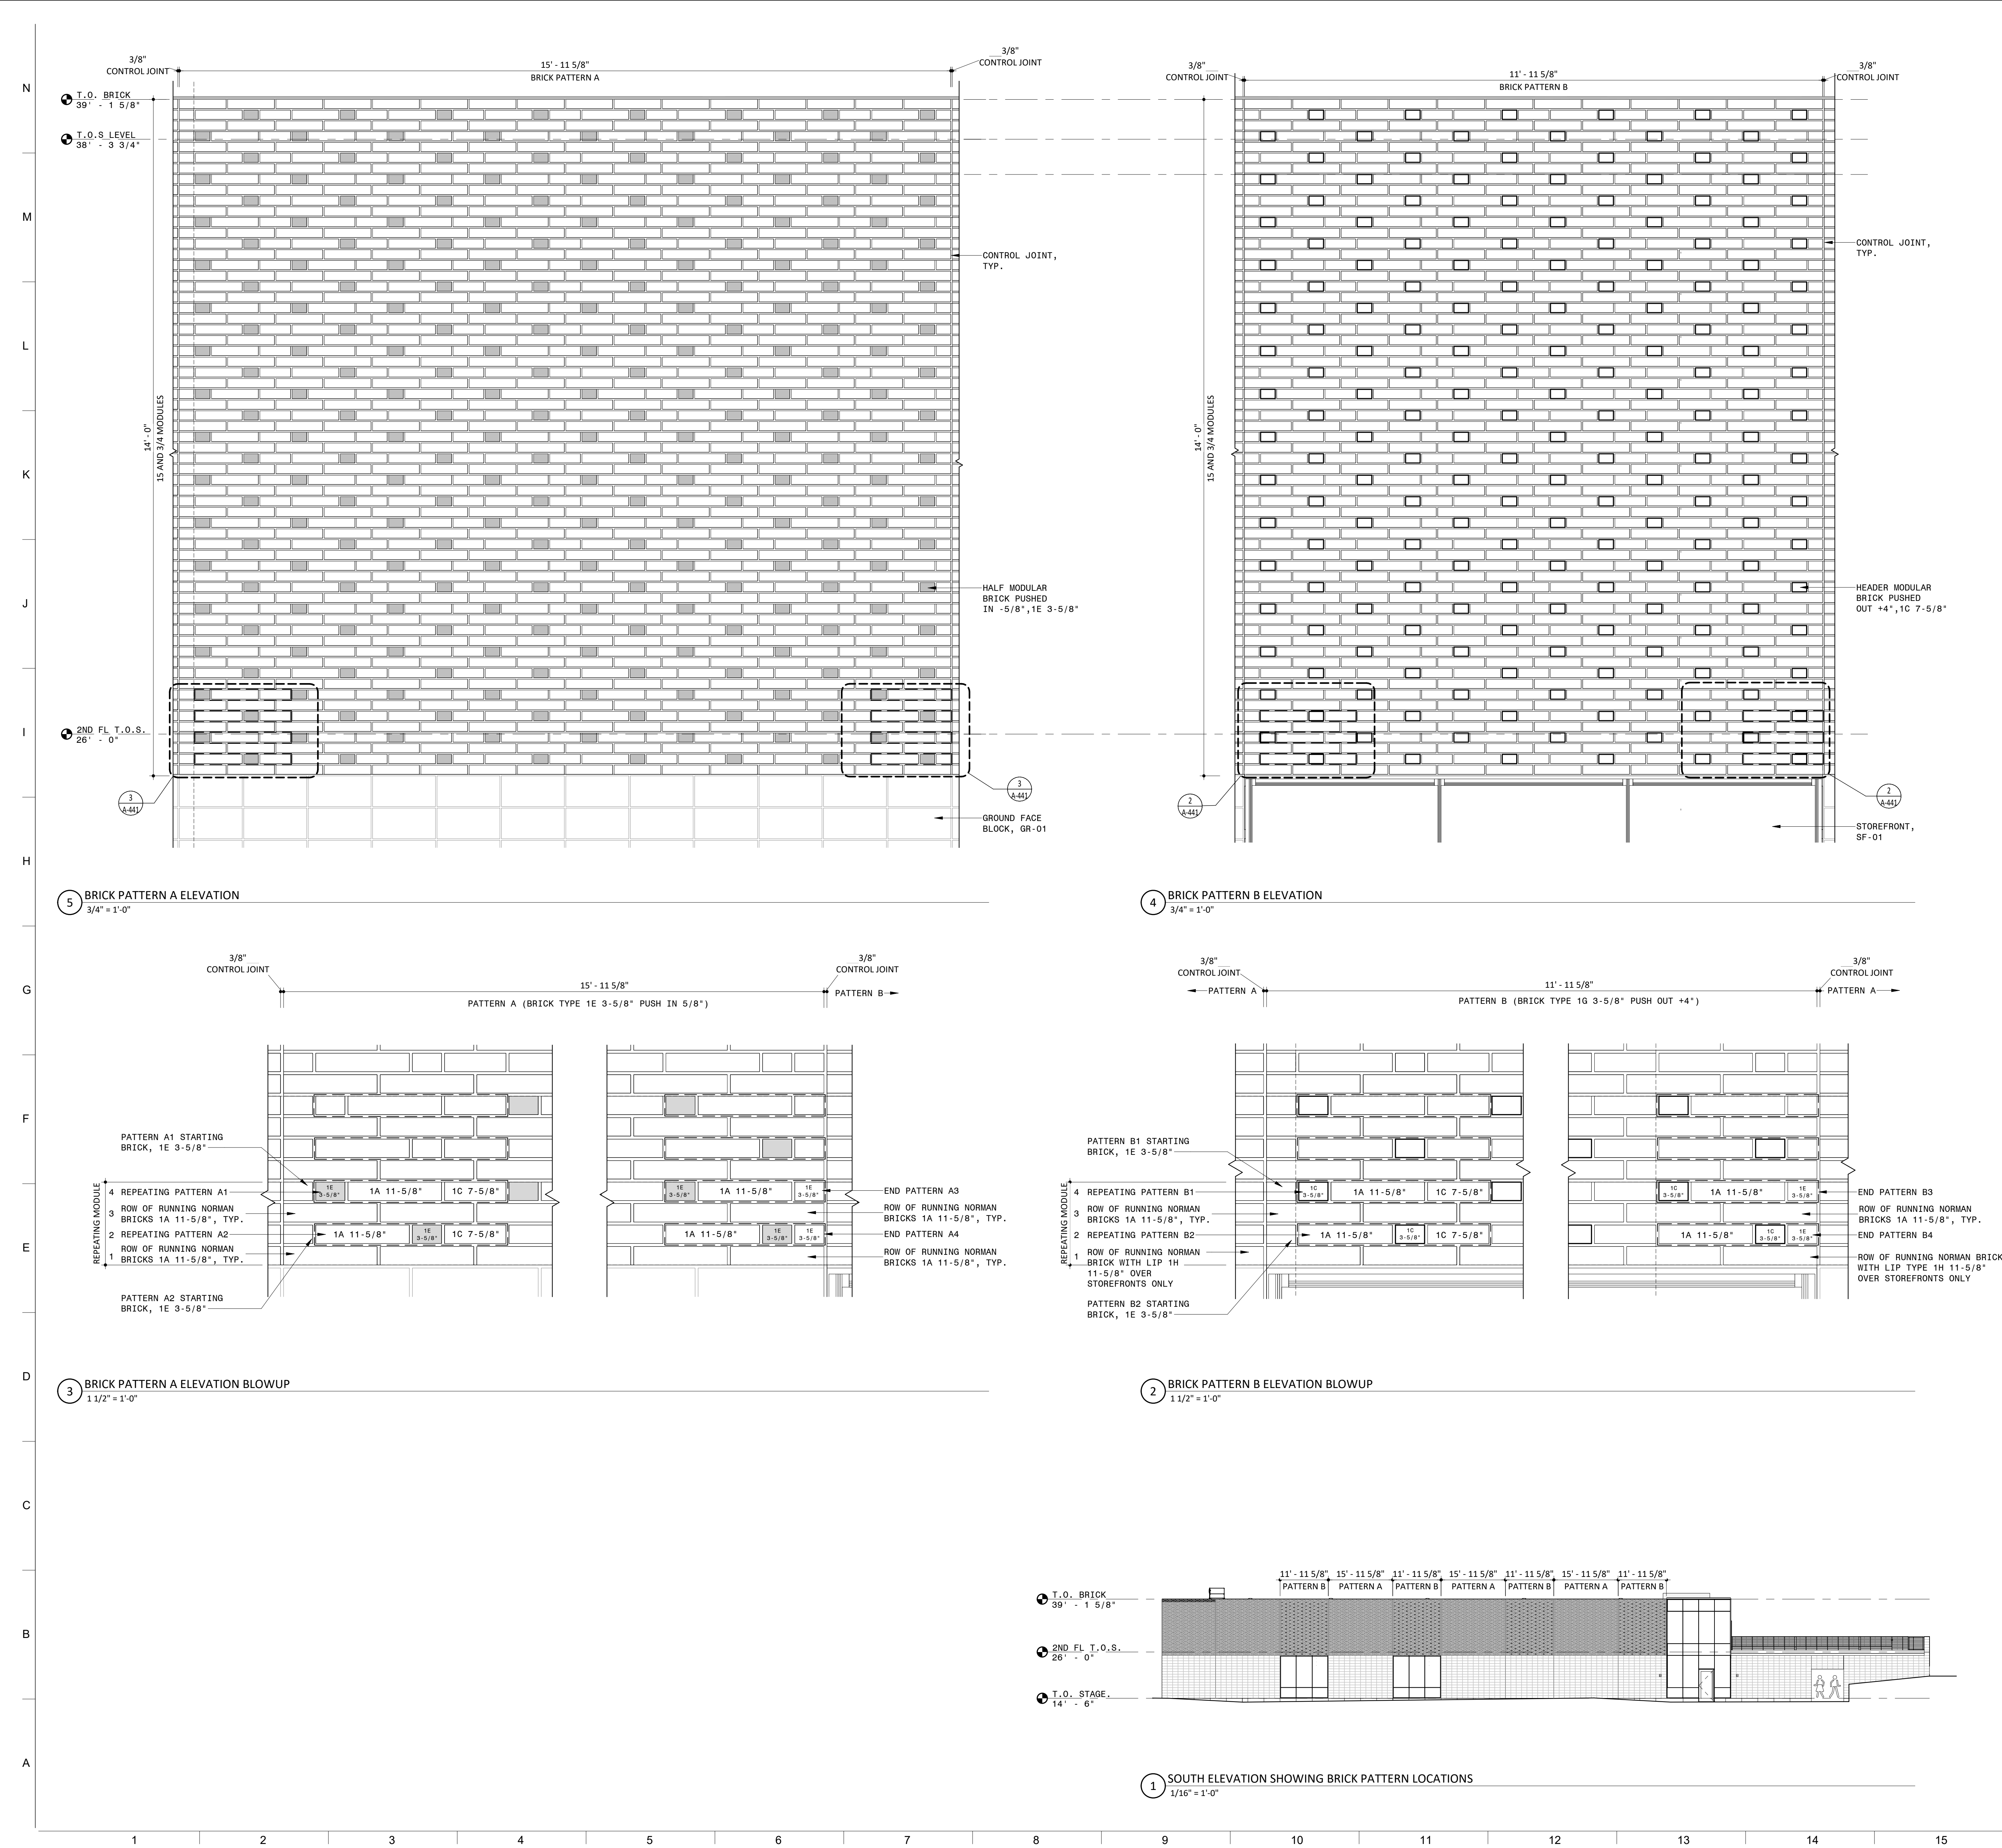 N
M
L
K
J
I
H
G
F
E
D
C
B
A
3/8"
CONTROL JOINT
15' - 11 5/8"
BRICK PATTERN A
3/8"
CONTROL JOINT
T.O. BRICK
39' - 1 5/8"
T.O.S LEVEL
38' - 3 3/4"
14' - 0"
15 AND 3/4 MODULES
CONTROL JOINT,
TYP.
HALF MODULAR
BRICK PUSHED
IN -5/8",1E 3-5/8"
2ND FL T.O.S.
26' - 0"
3
A-441
3
A-441
GROUND FACE
BLOCK, GR-01
5
BRICK PATTERN A ELEVATION
3/4" = 1'-0"
3/8"
CONTROL JOINT
11' - 11 5/8"
BRICK PATTERN B
3/8"
CONTROL JOINT
14' - 0"
15 AND 3/4 MODULES
CONTROL JOINT,
TYP.
HEADER MODULAR
BRICK PUSHED
OUT +4",1C 7-5/8"
2
A-441
2
A-441
STOREFRONT,
SF-01
4
BRICK PATTERN B ELEVATION
3/4" = 1'-0"
3/8"
CONTROL JOINT
15' - 11 5/8"
PATTERN A (BRICK TYPE 1E 3-5/8" PUSH IN 5/8")
3/8"
CONTROL JOINT
PATTERN B
PATTERN A1 STARTING
BRICK, 1E 3-5/8"
REPEATING MODULE
4 REPEATING PATTERN A1
3 ROW OF RUNNING NORMAN
BRICKS 1A 11-5/8", TYP.
2 REPEATING PATTERN A2
1 ROW OF RUNNING NORMAN
BRICKS 1A 11-5/8", TYP.
PATTERN A2 STARTING
BRICK, 1E 3-5/8"
1E
3-5/8"
1A 11-5/8"
1C 7-5/8"
1A 11-5/8"
1E
3-5/8"
1C 7-5/8"
1E
3-5/8"
1A 11-5/8"
1E
3-5/8"
1A 11-5/8"
1E
3-5/8"
1E
3-5/8"
END PATTERN A3
ROW OF RUNNING NORMAN
BRICKS 1A 11-5/8", TYP.
END PATTERN A4
ROW OF RUNNING NORMAN
BRICKS 1A 11-5/8", TYP.
3
BRICK PATTERN A ELEVATION BLOWUP
1 1/2" = 1'-0"
3/8"
CONTROL JOINT
PATTERN A
11' - 11 5/8"
PATTERN B (BRICK TYPE 1G 3-5/8" PUSH OUT +4")
3/8"
CONTROL JOINT
PATTERN A
PATTERN B1 STARTING
BRICK, 1E 3-5/8"
REPEATING MODULE
4 REPEATING PATTERN B1
3 ROW OF RUNNING NORMAN
BRICKS 1A 11-5/8", TYP.
2 REPEATING PATTERN B2
1 ROW OF RUNNING NORMAN
BRICK WITH LIP 1H
11-5/8" OVER
STOREFRONTS ONLY
PATTERN B2 STARTING
BRICK, 1E 3-5/8"
1C
3-5/8"
1A 11-5/8"
1C 7-5/8"
1A 11-5/8"
1C
3-5/8"
1C 7-5/8"
1C
3-5/8"
1A 11-5/8"
1E
3-5/8"
1A 11-5/8"
1C
3-5/8"
1E
3-5/8"
END PATTERN B3
ROW OF RUNNING NORMAN
BRICKS 1A 11-5/8", TYP.
END PATTERN B4
ROW OF RUNNING NORMAN BRICK
WITH LIP TYPE 1H 11-5/8"
OVER STOREFRONTS ONLY
2
BRICK PATTERN B ELEVATION BLOWUP
1 1/2" = 1'-0"
11' - 11 5/8" 15' - 11 5/8" 11' - 11 5/8" 15' - 11 5/8" 11' - 11 5/8" 15' - 11 5/8" 11' - 11 5/8"
PATTERN B PATTERN A PATTERN B PATTERN A PATTERN B PATTERN A PATTERN B
T.O. BRICK
39' - 1 5/8"
2ND FL T.O.S.
26' - 0"
T.O. STAGE.
14' - 6"
1
SOUTH ELEVATION SHOWING BRICK PATTERN LOCATIONS
1/16" = 1'-0"
1 2 3 4 5 6 7 8 9 10 11 12 13 14 15